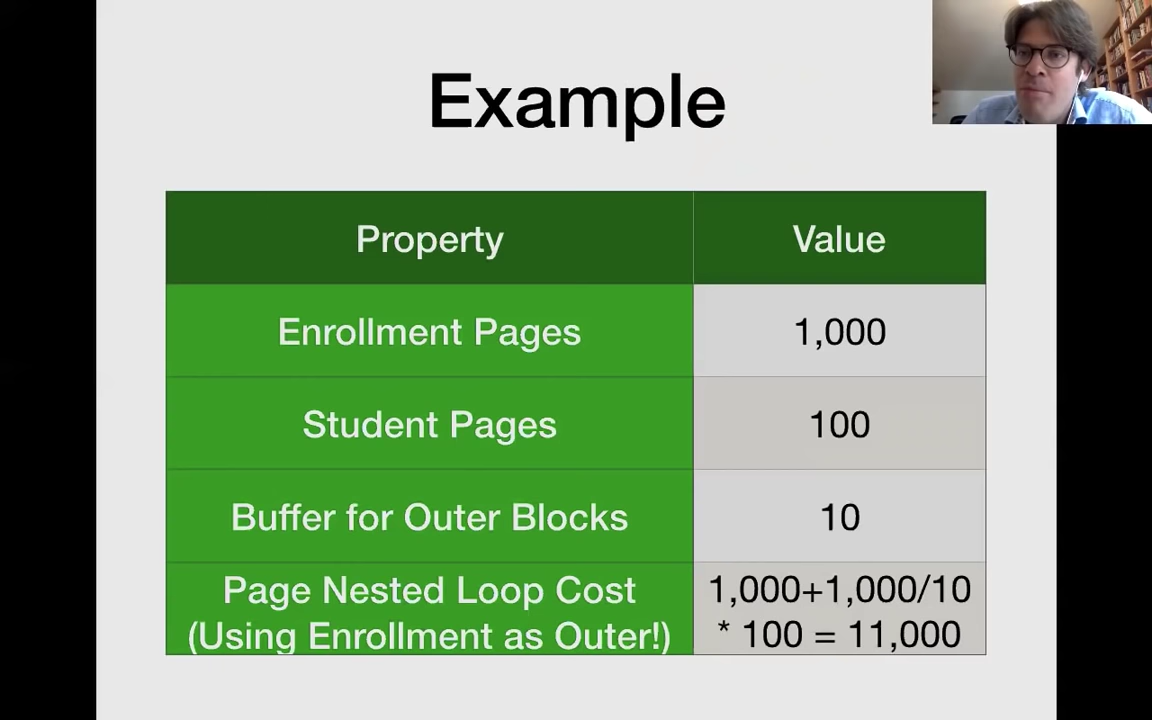 Example
Property
Value
Enrollment Pages
1,000
Student Pages
100
Buffer for Outer Blocks
10
Page Nested Loop Cost
(Using Enrollment as Outer!)
1,000+1,000/10
* 100 = 11,000